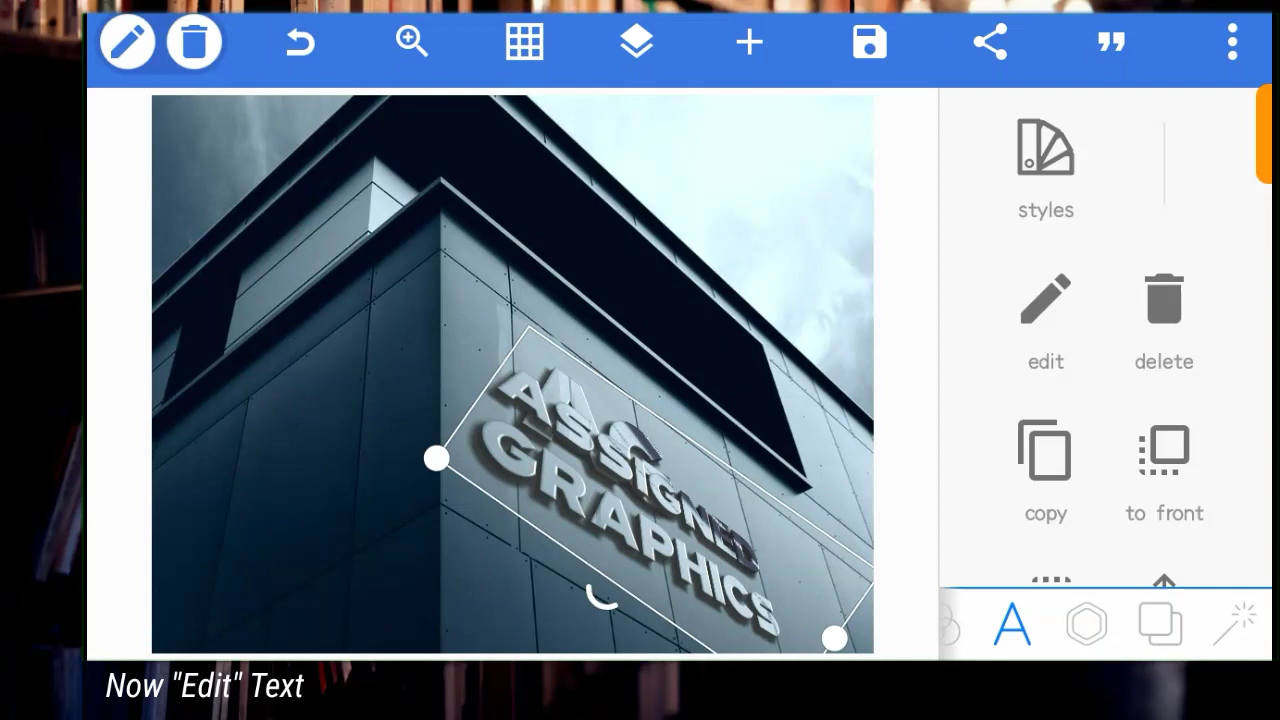 styles
edit
delete
ASSIGNED
GRAPHICS
copy
to front
Now "Edit" Text